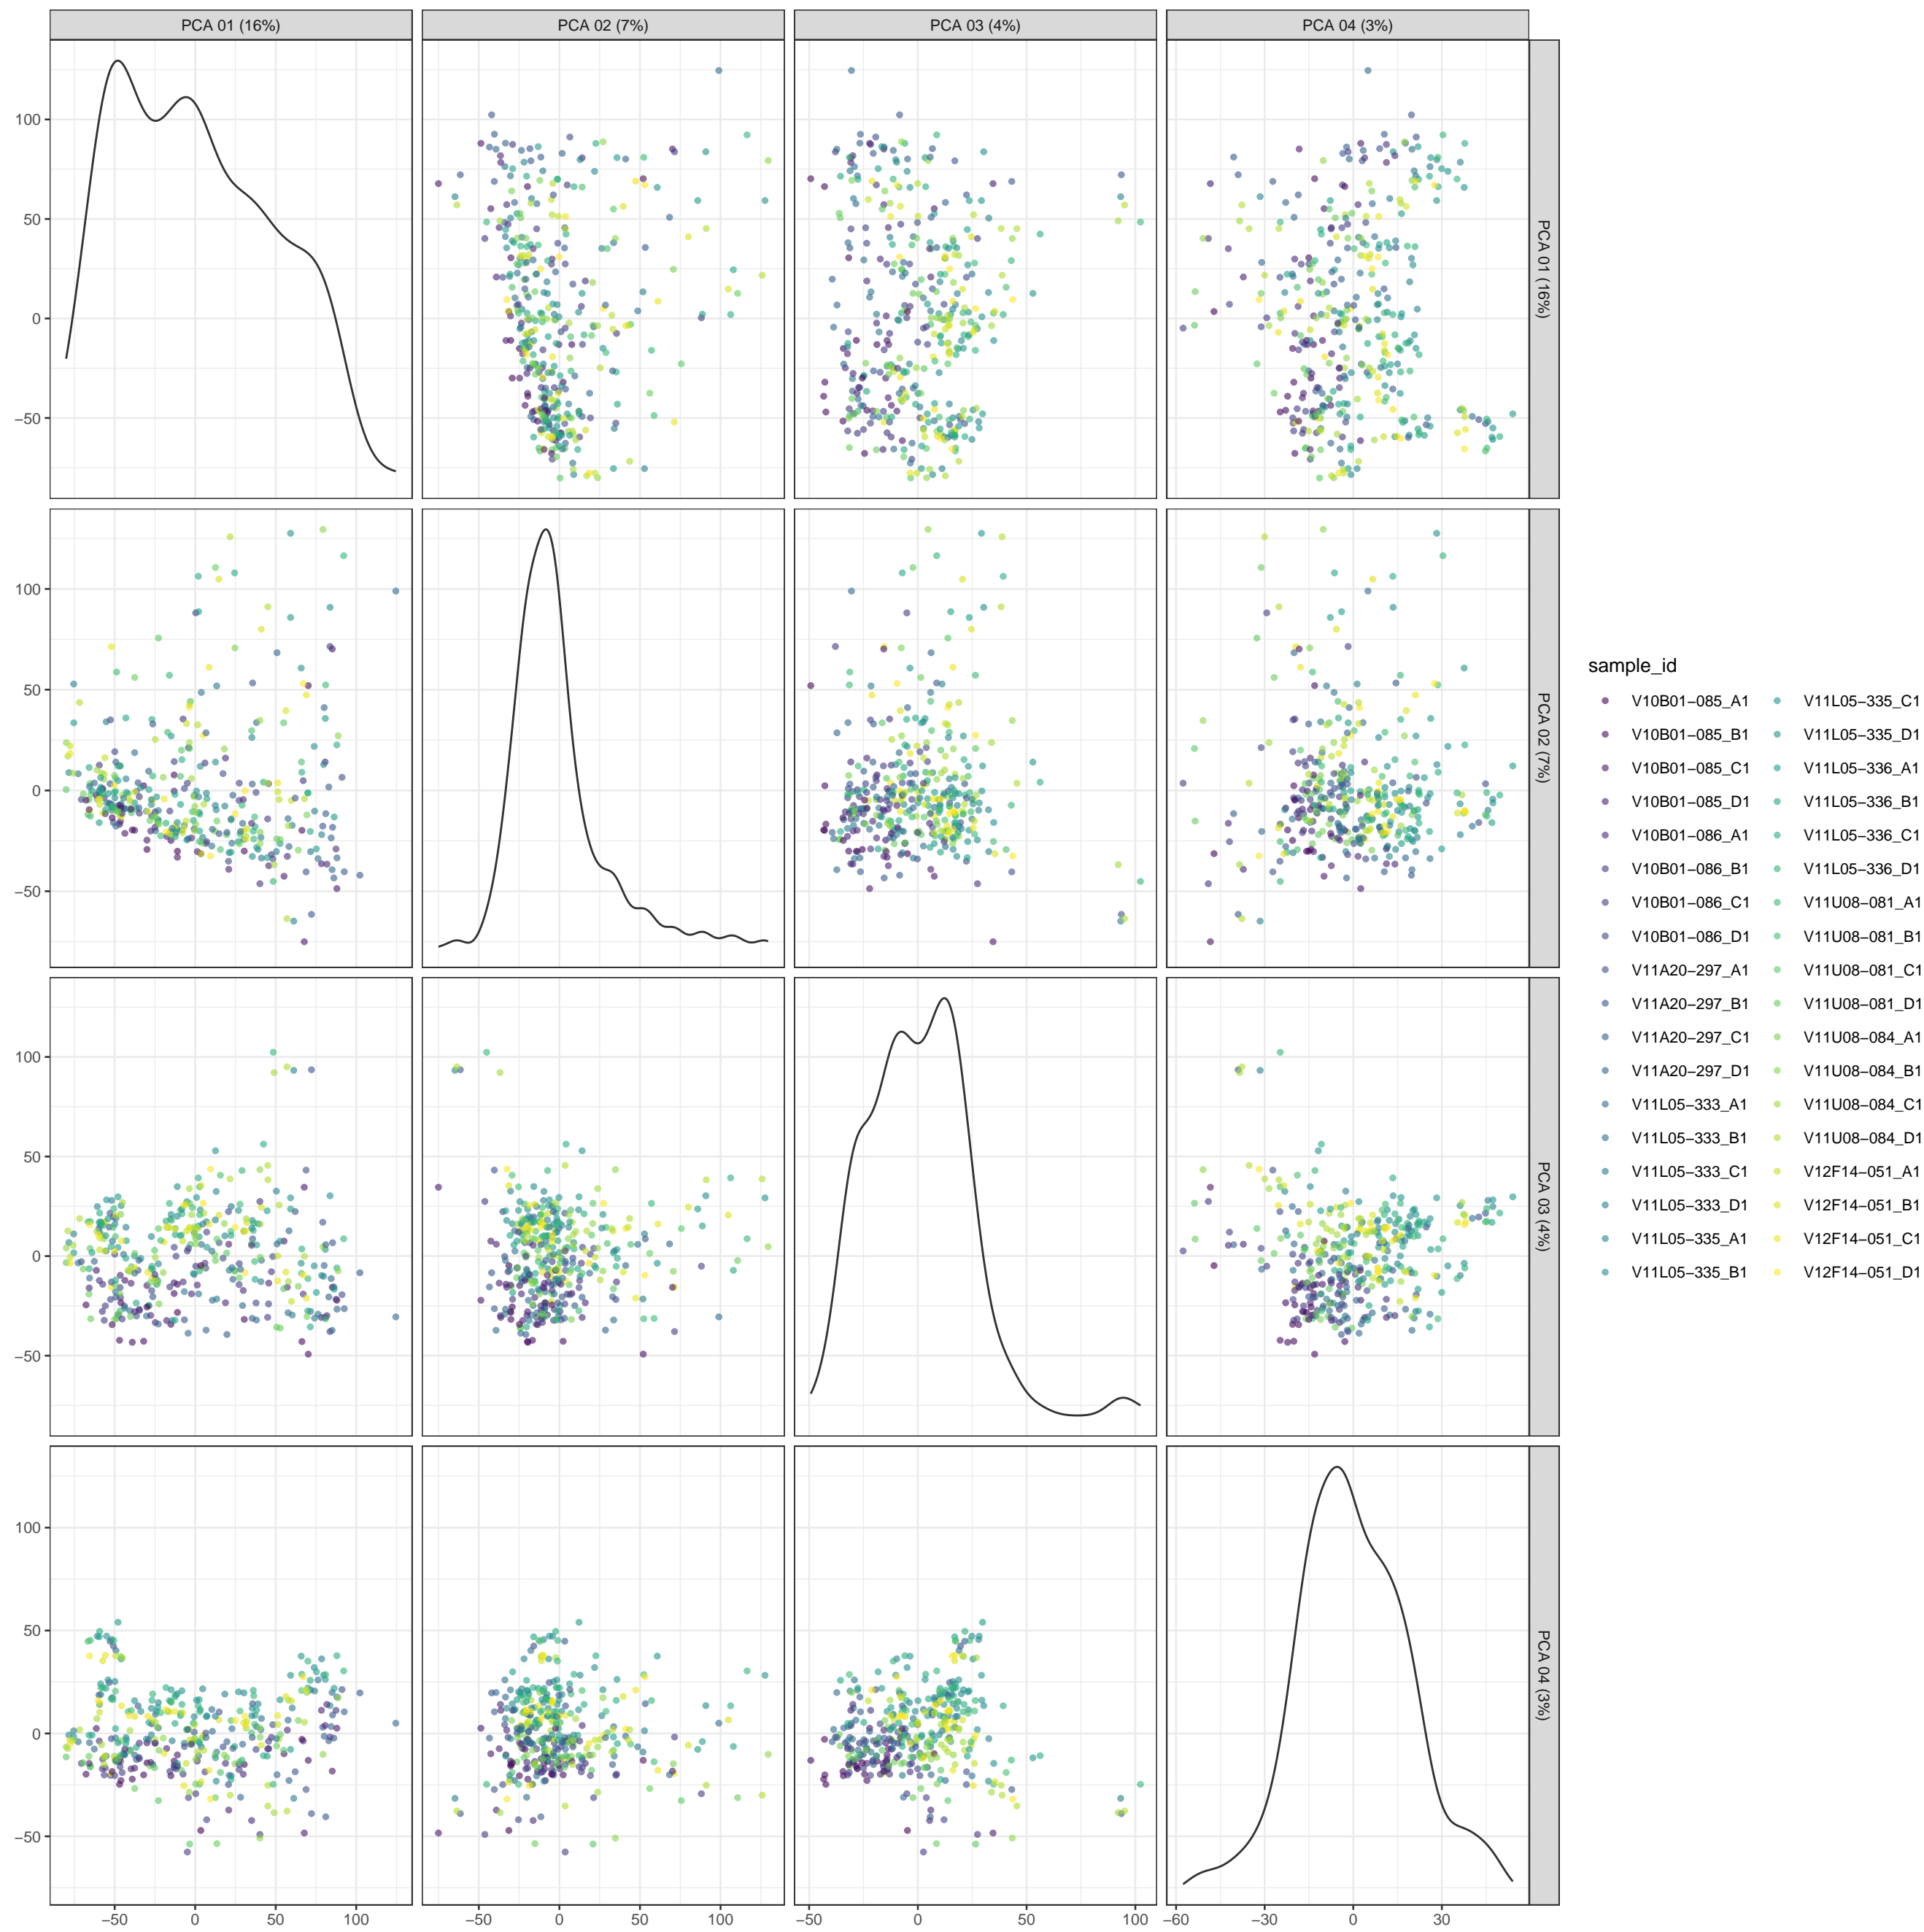 PCA 01 (16%)
PCA 02 (7%)
PCA 03 (4%)
PCA 04 (3%)
100
50
0
−50
PCA 01 (16%)
100
50
0
−50
PCA 02 (7%)
100
50
0
−50
PCA 03 (4%)
100
50
0
−50
PCA 04 (3%)
−50 0 50 100
−50 0 50 100
−50 0 50 100
−60 −30 0 30
sample_id
V10B01−085_A1
V10B01−085_B1
V10B01−085_C1
V10B01−085_D1
V10B01−086_A1
V10B01−086_B1
V10B01−086_C1
V10B01−086_D1
V11A20−297_A1
V11A20−297_B1
V11A20−297_C1
V11A20−297_D1
V11L05−333_A1
V11L05−333_B1
V11L05−333_C1
V11L05−333_D1
V11L05−335_A1
V11L05−335_B1
V11L05−335_C1
V11L05−335_D1
V11L05−336_A1
V11L05−336_B1
V11L05−336_C1
V11L05−336_D1
V11U08−081_A1
V11U08−081_B1
V11U08−081_C1
V11U08−081_D1
V11U08−084_A1
V11U08−084_B1
V11U08−084_C1
V11U08−084_D1
V12F14−051_A1
V12F14−051_B1
V12F14−051_C1
V12F14−051_D1